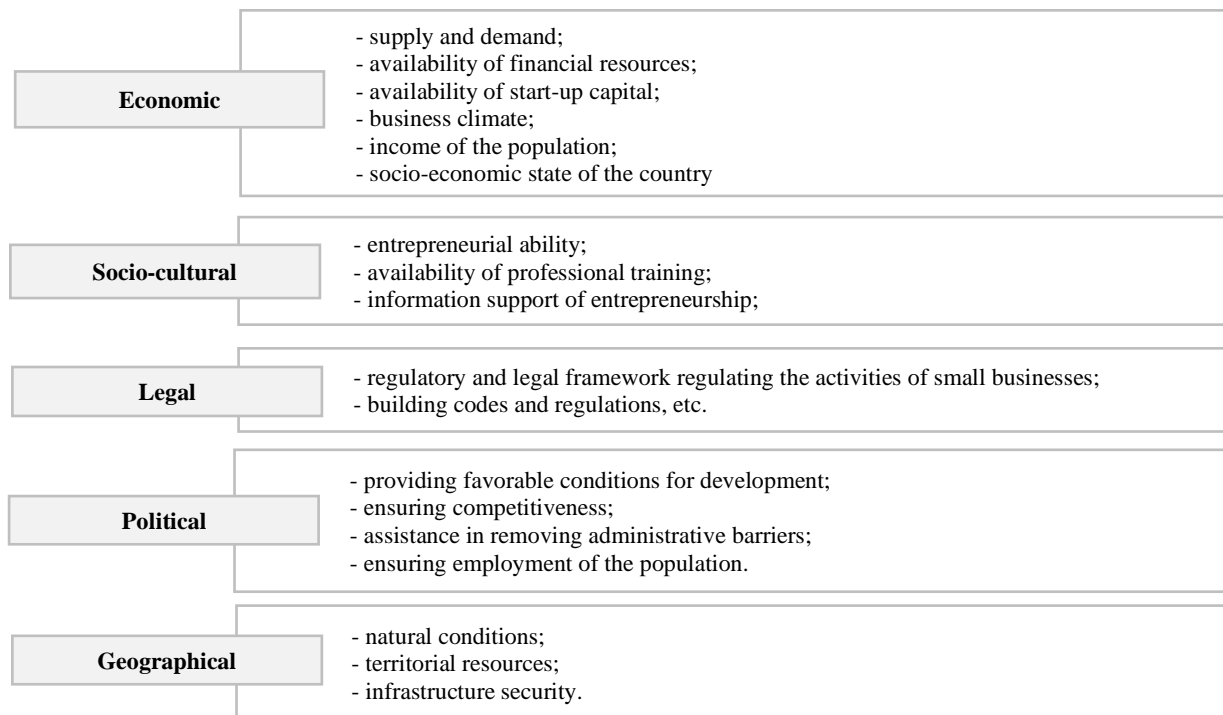 Economic
- supply and demand;
- availability of financial resources;
- availability of start-up capital;
- business climate;
- income of the population;
- socio-economic state of the country
Socio-cultural
- entrepreneurial ability;
- availability of professional training;
- information support of entrepreneurship;
Legal
- regulatory and legal framework regulating the activities of small businesses;
- building codes and regulations, etc.
Political
- providing favorable conditions for development;
- ensuring competitiveness;
- assistance in removing administrative barriers;
- ensuring employment of the population.
Geographical
- natural conditions;
- territorial resources;
- infrastructure security.